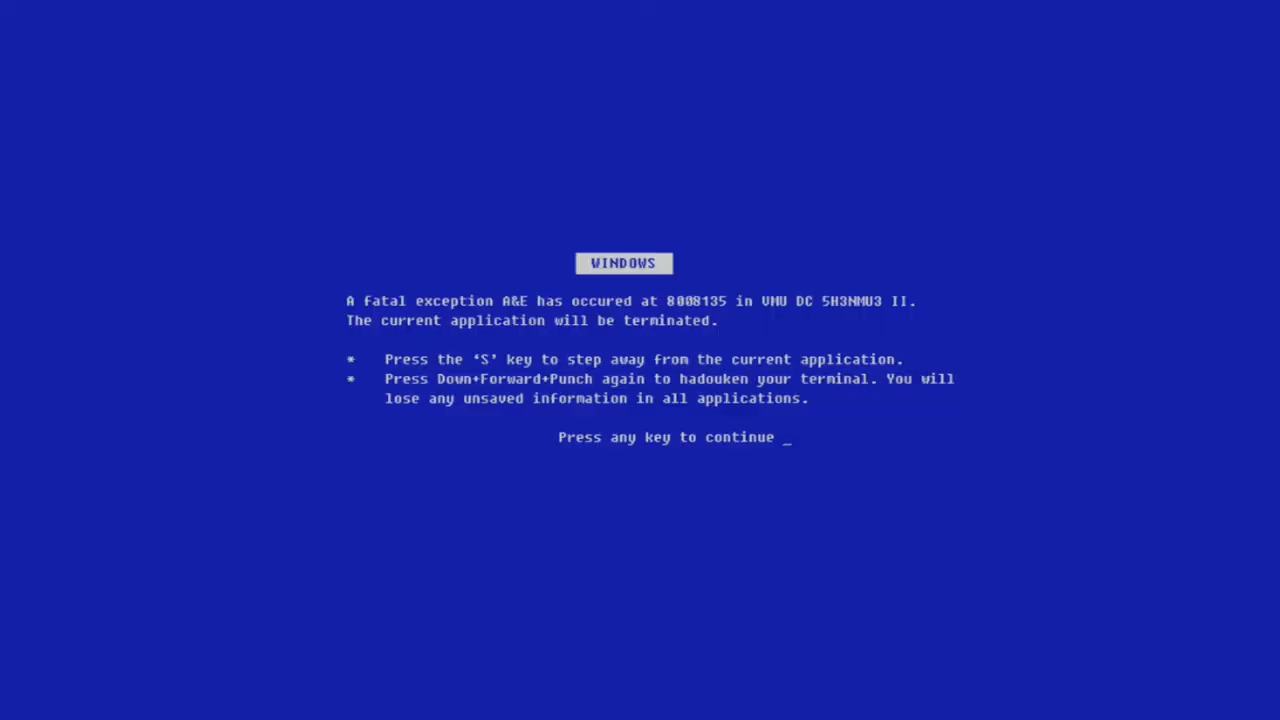 WINDOWS
A fatal exception A&E has occured at 8008135 in VMU DC 5H3NMU3 II.
The current application will be terminated.
* Press the ‘S’ key to step away from the current application.
* Press Down+Forward+Punch again to hadouken your terminal. You will
lose any unsaved information in all applications.
Press any key to continue _